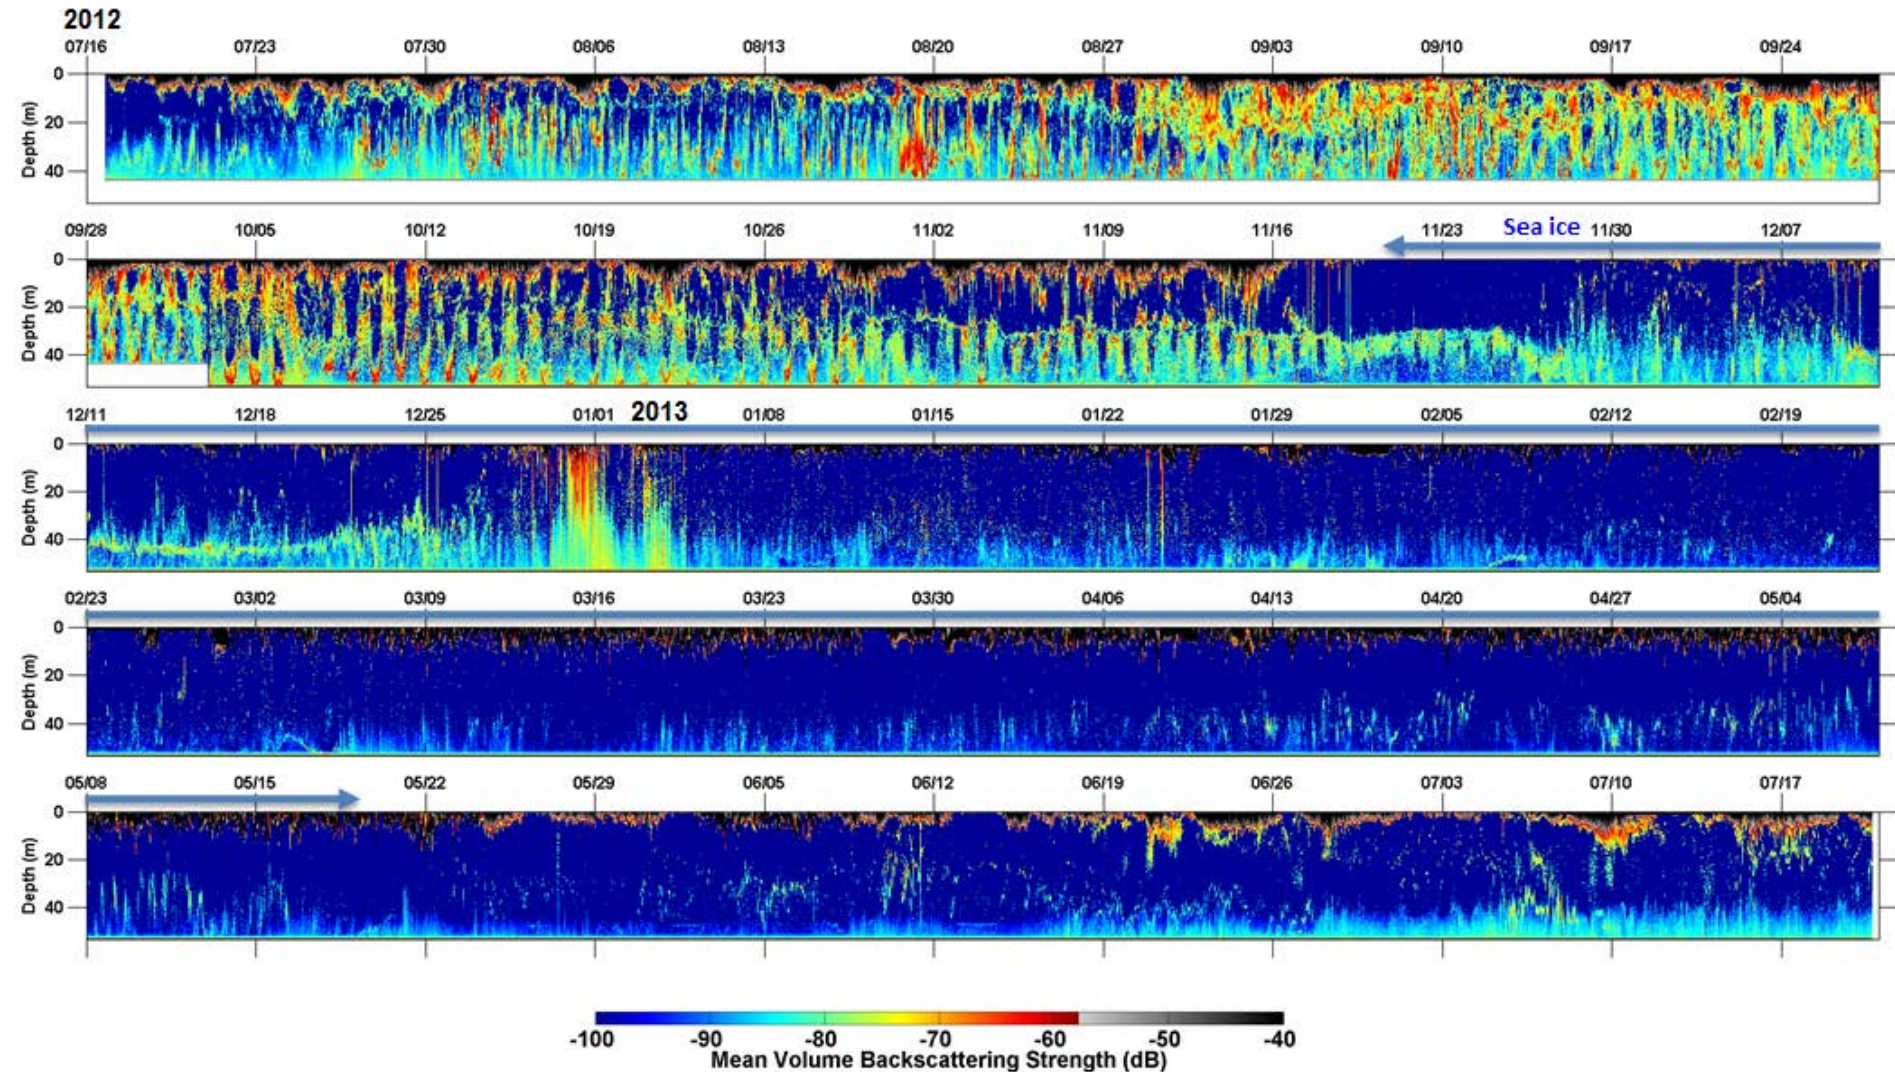 2012
07/16 07/23 07/30 08/06 08/13 08/20 08/27 09/03 09/10 09/17 09/24
0
20
40
Depth (m)
09/28 10/05 10/12 10/19 10/26 11/02 11/09 11/16 11/23 Sea ice 11/30 12/07
0
20
40
Depth (m)
12/11 12/18 12/25 01/01 2013 01/08 01/15 01/22 01/29 02/05 02/12 02/19
0
20
40
Depth (m)
02/23 03/02 03/09 03/16 03/23 03/30 04/06 04/13 04/20 04/27 05/04
0
20
40
Depth (m)
05/08 05/15 05/22 05/29 06/05 06/12 06/19 06/26 07/03 07/10 07/17
0
20
40
Depth (m)
-100 -90 -80 -70 -60 -50 -40
Mean Volume Backscattering Strength (dB)